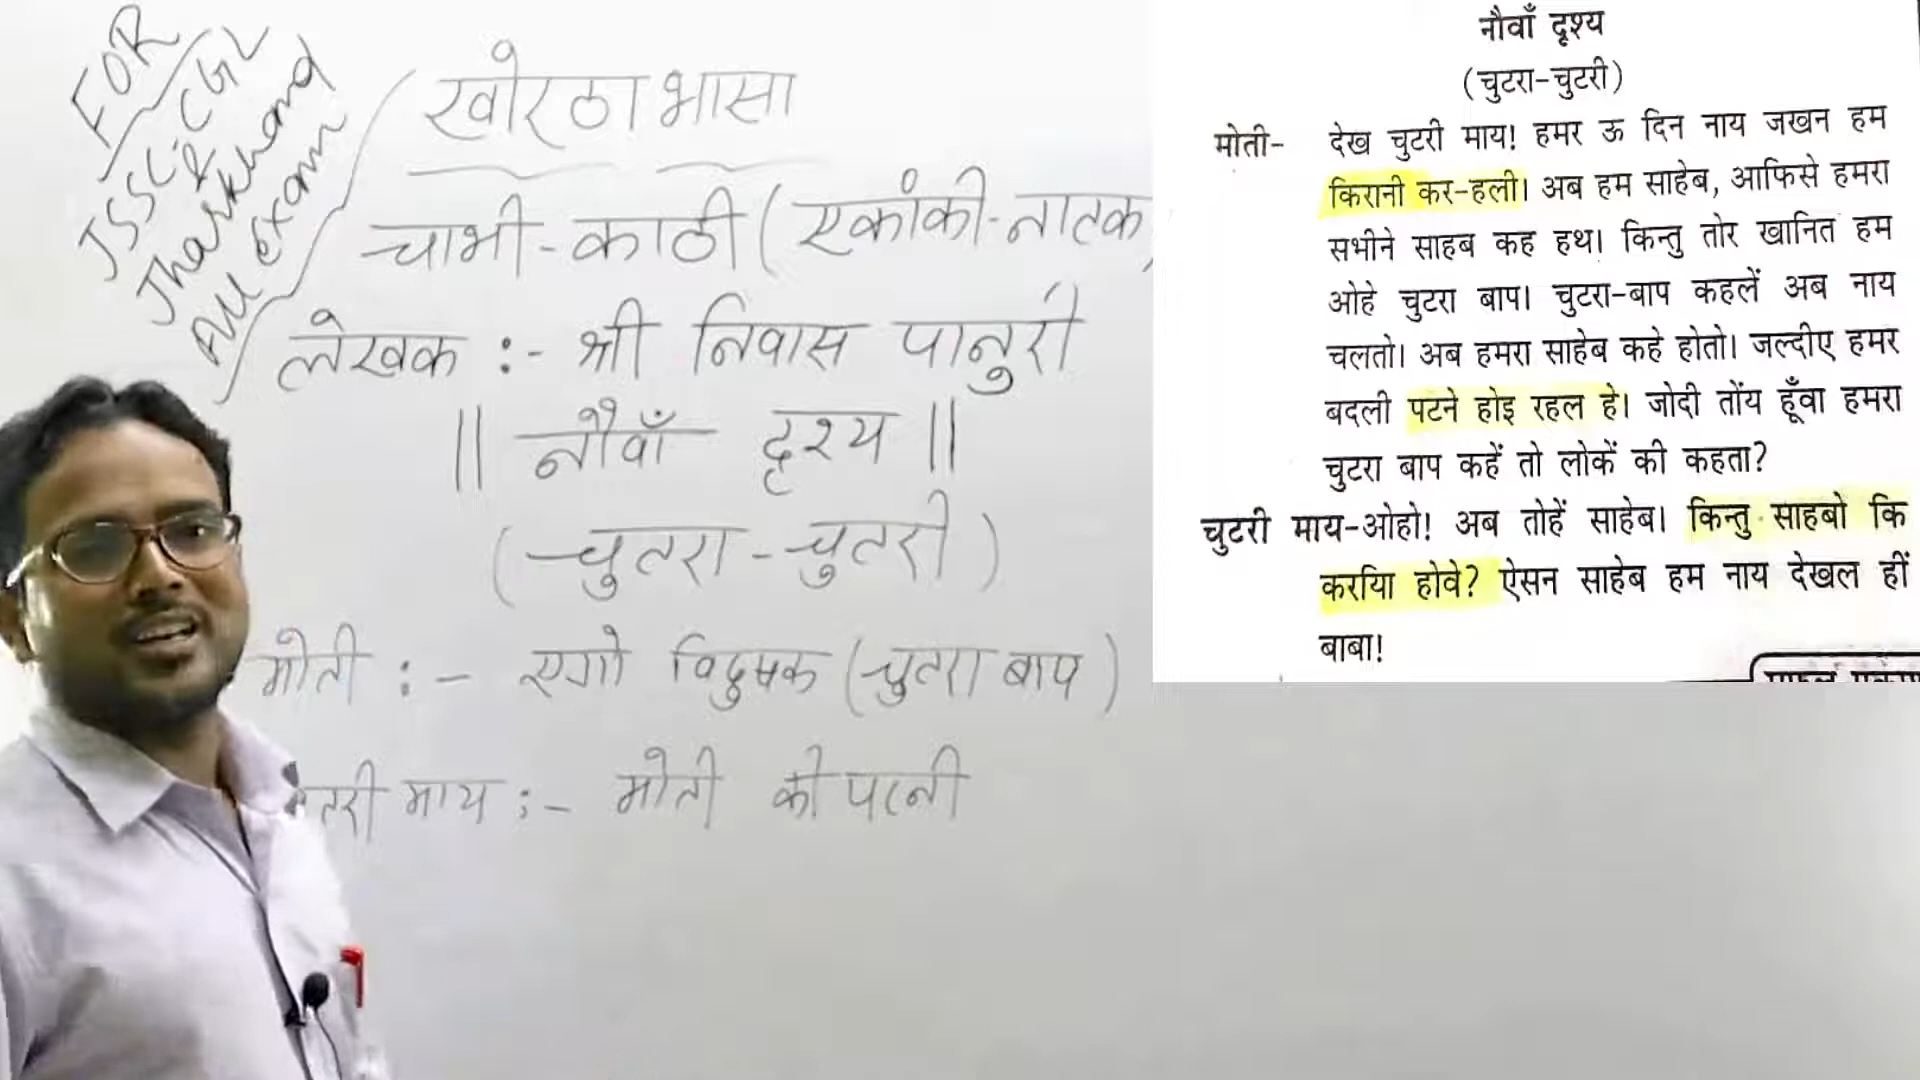 FOR
JSSC-CGL
&
Jharkhand
All Exam
खोरठा भासा
चाभी-काठी (एकांकी-नाटक)
लेखक :- श्री निवास पानुरी
|| नौवाँ दृश्य ||
(चुटरा-चुटरी)
मोती :- एगो विदुषक (चुटरा बाप)
टरी माय :- मोती की पत्नी
नौवाँ दृश्य
(चुटरा-चुटरी)
मोती- देख चुटरी माय! हमर ऊ दिन नाय जखन हम
किरानी कर-हली। अब हम साहेब, आफिसे हमरा
सभीने साहब कह हथ। किन्तु तोर खानित हम
ओहे चुटरा बाप। चुटरा-बाप कहलें अब नाय
चलतो। अब हमरा साहेब कहे होतो। जल्दीए हमर
बदली पटने होइ रहल हे। जोदी तोंय हूँवा हमरा
चुटरा बाप कहें तो लोकें की कहता?
चुटरी माय-ओहो! अब तोहें साहेब। किन्तु साहबो कि
करिया होवे? ऐसन साहेब हम नाय देखल हीं
बाबा!